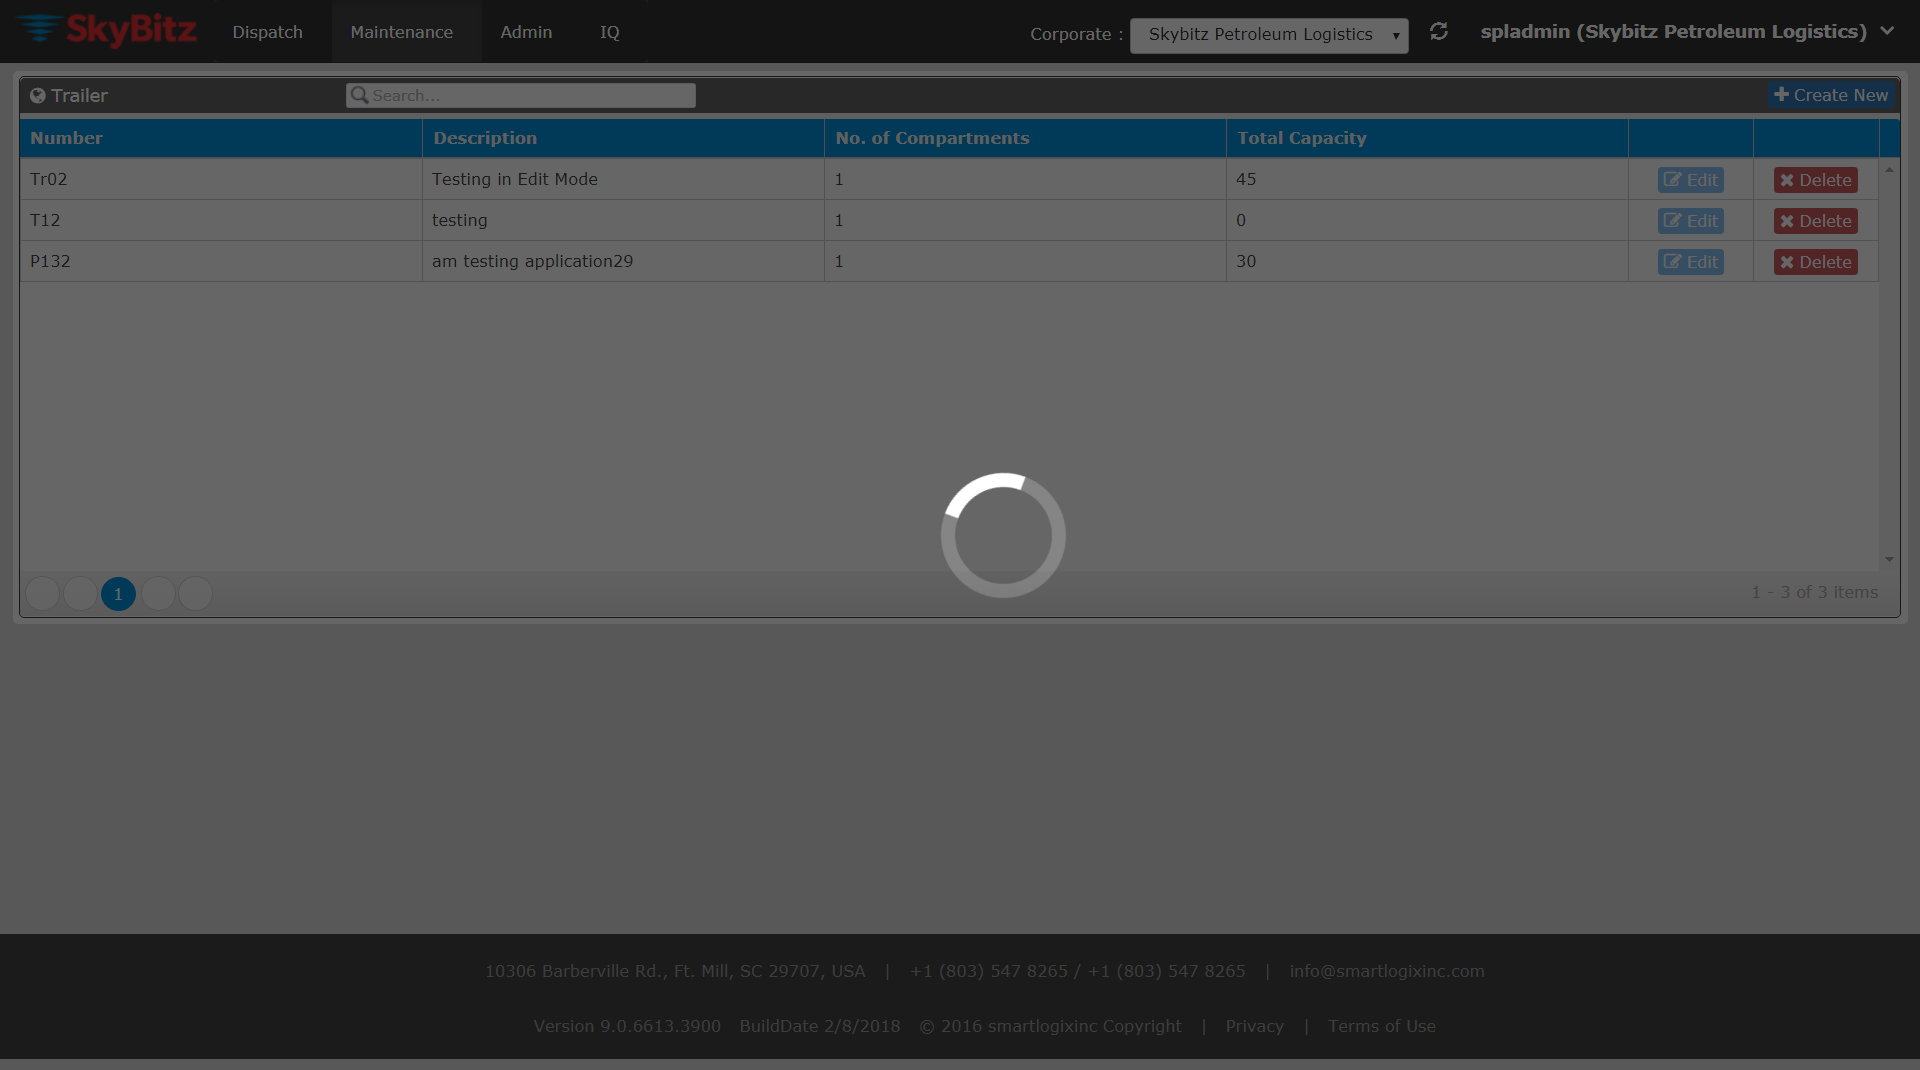 SkyBitz Dispatch Maintenance Admin IQ Corporate : Skybitz Petroleum Logistics spladmin (Skybitz Petroleum Logistics)
Trailer Search... Create New
Number Description No. of Compartments Total Capacity
Tr02 Testing in Edit Mode 1 45 Edit Delete
T12 testing 1 0 Edit Delete
P132 am testing application29 1 30 Edit Delete
1 1 - 3 of 3 items
10306 Barberville Rd., Ft. Mill, SC 29707, USA | +1 (803) 547 8265 / +1 (803) 547 8265 | info@smartlogixinc.com
Version 9.0.6613.3900 BuildDate 2/8/2018 © 2016 smartlogixinc Copyright | Privacy | Terms of Use